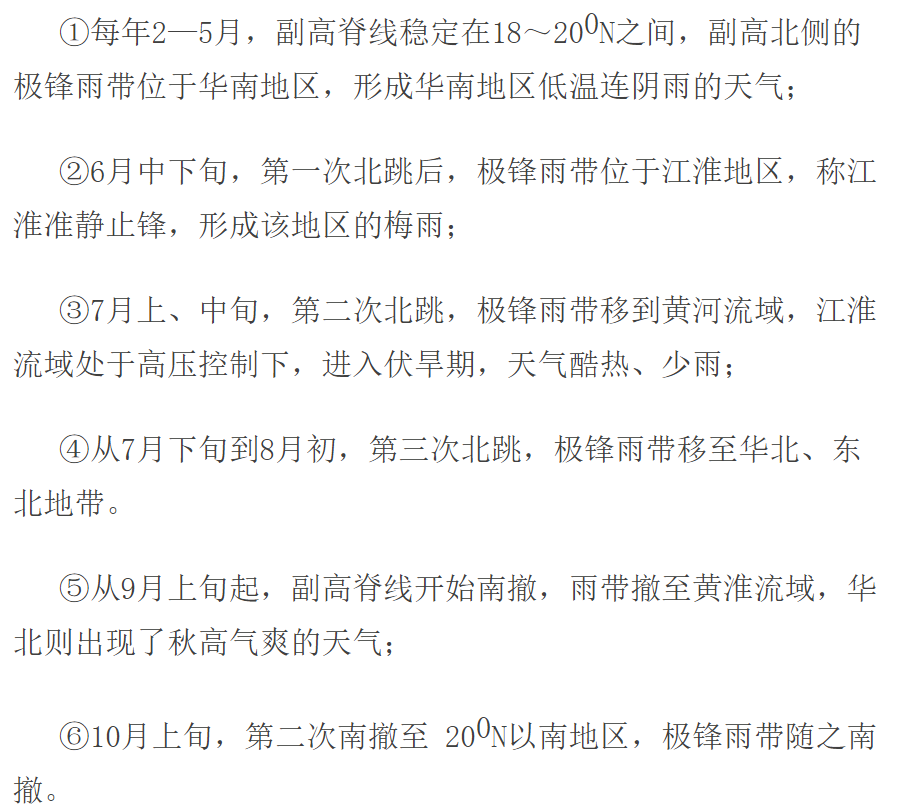 ①每年2—5月，副高脊线稳定在18～20⁰N之间，副高北侧的
极锋雨带位于华南地区，形成华南地区低温连阴雨的天气；
②6月中下旬，第一次北跳后，极锋雨带位于江淮地区，称江
淮准静止锋，形成该地区的梅雨；
③7月上、中旬，第二次北跳，极锋雨带移到黄河流域，江淮
流域处于高压控制下，进入伏旱期，天气酷热、少雨；
④从7月下旬到8月初，第三次北跳，极锋雨带移至华北、东
北地带。
⑤从9月上旬起，副高脊线开始南撤，雨带撤至黄淮流域，华
北则出现了秋高气爽的天气；
⑥10月上旬，第二次南撤至 20⁰N以南地区，极锋雨带随之南
撤。